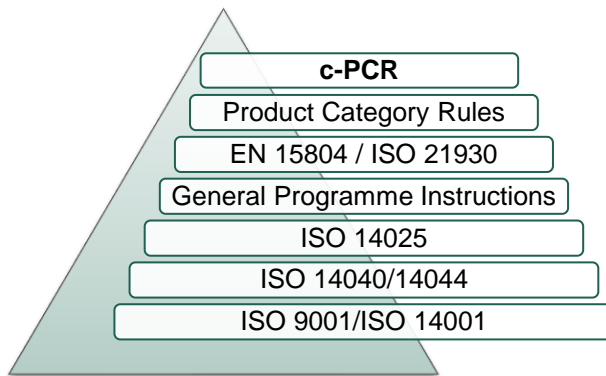 c-PCR
Product Category Rules
EN 15804 / ISO 21930
General Programme Instructions
ISO 14025
ISO 14040/14044
ISO 9001/ISO 14001